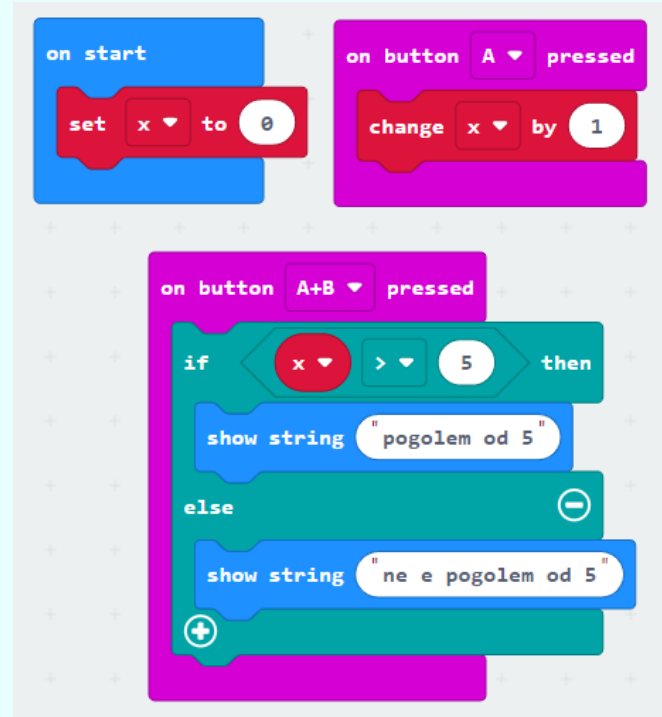 on start
set x to 0
on button A pressed
change x by 1
on button A+B pressed
if x > 5 then
show string "pogolem od 5"
else
show string "ne e pogolem od 5"